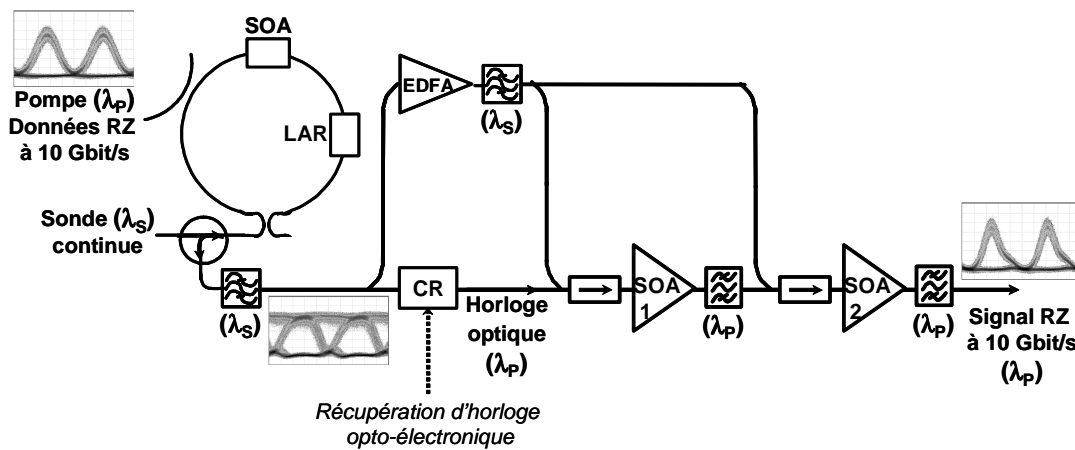 SOA
Pompe (λP)
Données RZ
à 10 Gbit/s
LAR
EDFA
(λS)
Sonde (λS)
continue
(λS)
CR
Horloge
optique
(λP)
SOA
1
(λP)
SOA
2
(λP)
Signal RZ
à 10 Gbit/s
(λP)
Récupération d'horloge
opto-électronique